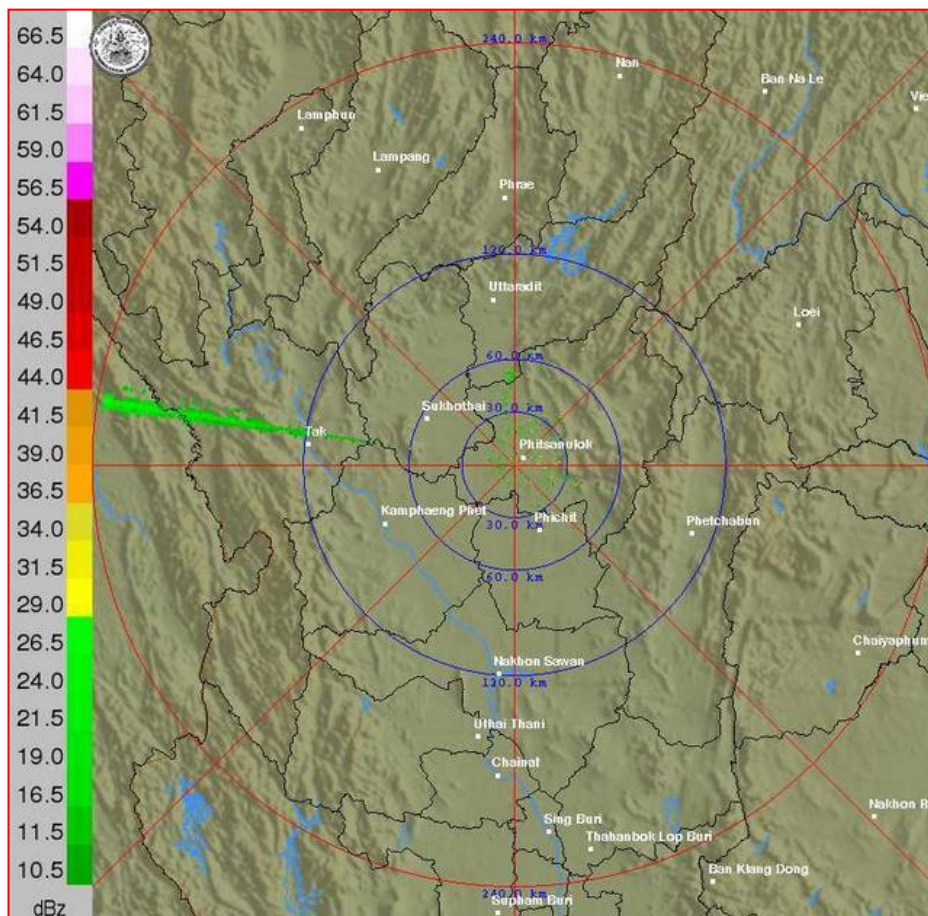 66.5
64.0
61.5
59.0
56.5
54.0
51.5
49.0
46.5
44.0
41.5
39.0
36.5
34.0
31.5
29.0
26.5
24.0
21.5
19.0
16.5
11.5
10.5
dBz
240.0 km
Nan
Ban Na Le
Vie
Lamphun
Lampang
Phrae
120.0 km
Uttaradit
Loei
60.0 km
30.0 km
Sukhothai
Tak
Phitsanulok
Kamphaeng Phet
Phichit
30.0 km
Phetchabun
60.0 km
Chaiyaphum
Nakhon Sawan
Uthai Thani
Chainat
Sing Buri
Nakhon R
Thahanbok Lop Buri
Ban Klang Dong
240.0 km
Supham Buri